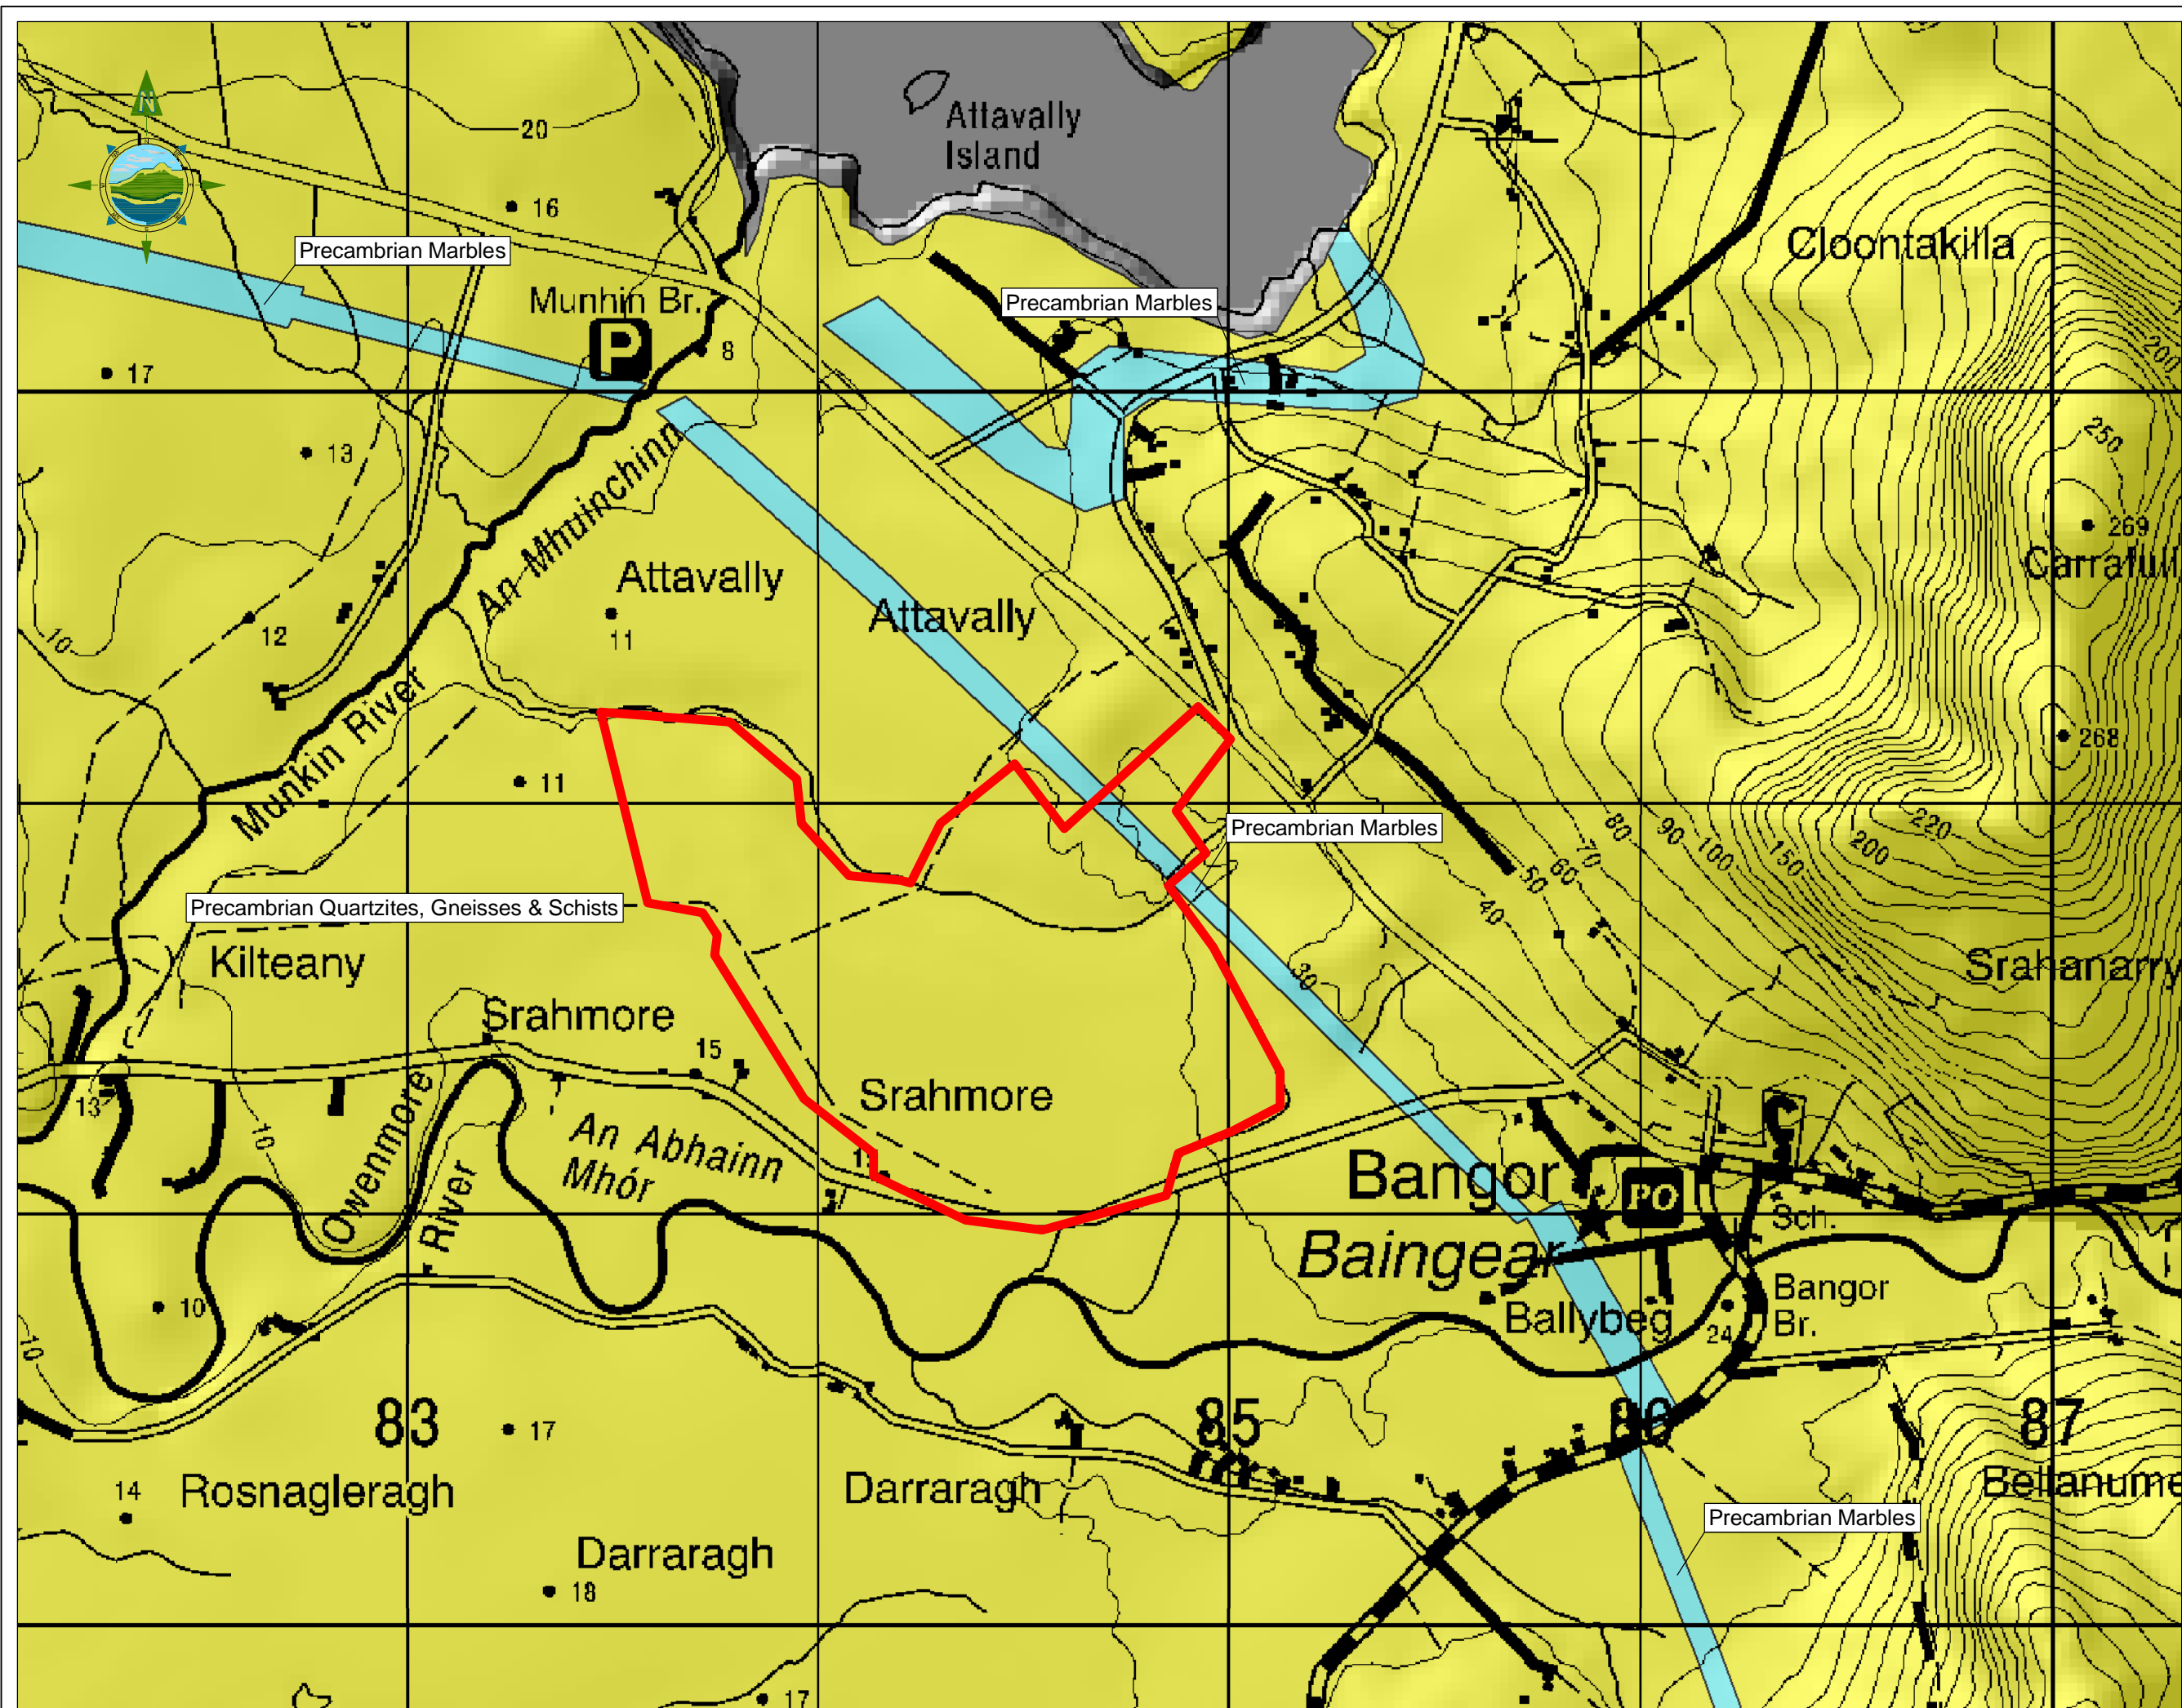 N
20
Attavally
Island
16
Cloontakilla
Precambrian Marbles
Munhin Br.
Precambrian Marbles
P
8
200
17
13
250
An Mhuinchinn
269
Attavally
Carrafull
Attavally
11
12
10
Munkin River
268
11
Precambrian Marbles
80
90
100
150
200
220
70
60
50
40
Precambrian Quartzites, Gneisses & Schists
Kilteany
30
Srahanarry
Srahmore
15
Srahmore
13
10
Owenmore
River
An Abhainn
Mhór
Bangor
PO
Sch.
Baingear
Bangor
Br.
Ballybeg
24
10
10
83
85
86
87
17
14
Rosnagleragh
Darraragh
Bellanume
Precambrian Marbles
Darraragh
18
17